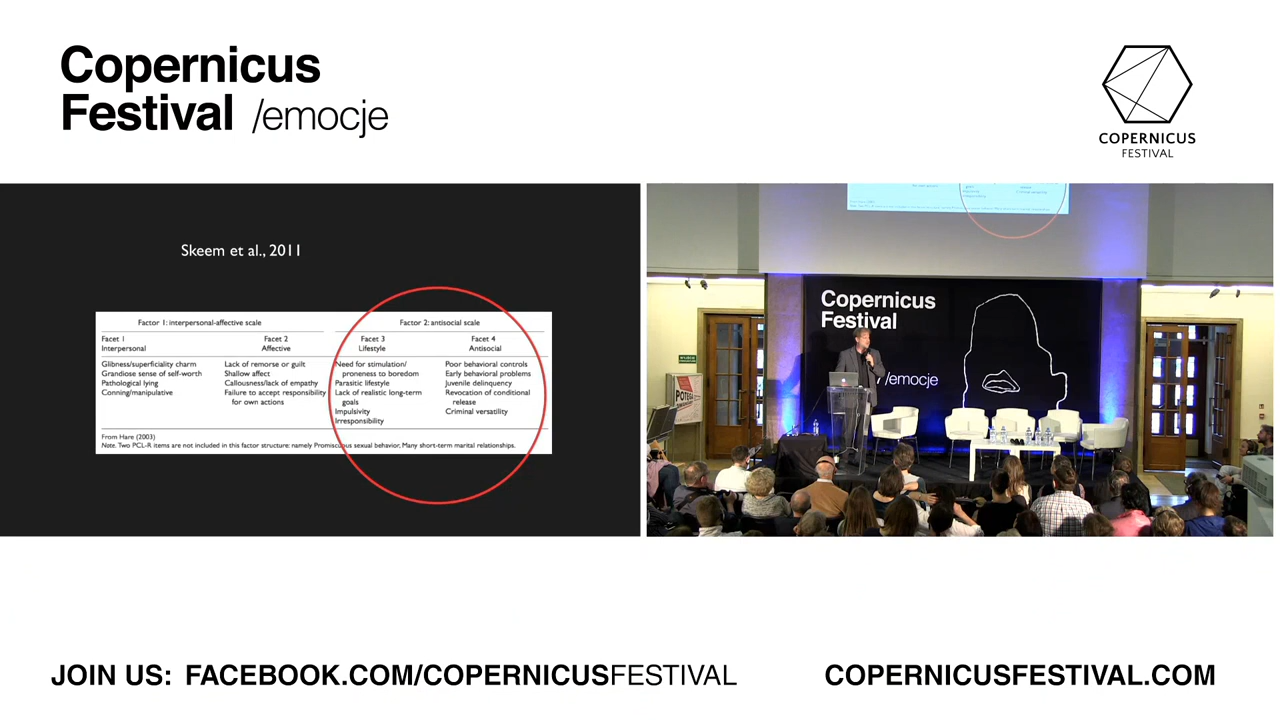 Copernicus
Festival /emocje
COPERNICUS
FESTIVAL
Skeem et al., 2011
Factor 1: interpersonal-affective scale
Factor 2: antisocial scale
Facet 1
Interpersonal
Facet 2
Affective
Facet 3
Lifestyle
Facet 4
Antisocial
Glibness/superficiality charm
Grandiose sense of self-worth
Pathological lying
Conning/manipulative
Lack of remorse or guilt
Shallow affect
Callousness/lack of empathy
Failure to accept responsibility
for own actions
Need for stimulation/
proneness to boredom
Parasitic lifestyle
Lack of realistic long-term
goals
Impulsivity
Irresponsibility
Poor behavioral controls
Early behavioral problems
Juvenile delinquency
Revocation of conditional
release
Criminal versatility
From Hare (2003)
Note. Two PCL-R items are not included in this factor structure: namely Promiscuous sexual behavior, Many short-term marital relationships.
Copernicus
Festival
/emocje
JOIN US: FACEBOOK.COM/COPERNICUSFESTIVAL
COPERNICUSFESTIVAL.COM